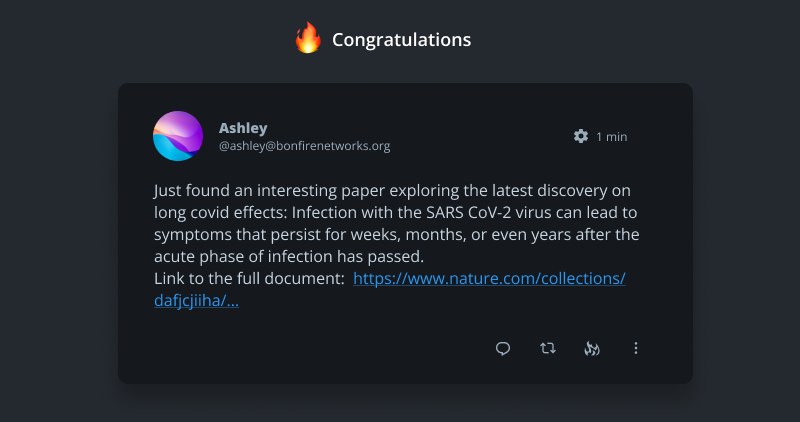 Congratulations
Ashley
@ashley@bonfirenetworks.org
1 min
Just found an interesting paper exploring the latest discovery on
long covid effects: Infection with the SARS CoV-2 virus can lead to
symptoms that persist for weeks, months, or even years after the
acute phase of infection has passed.
Link to the full document: https://www.nature.com/collections/
dafjcjiiha/...